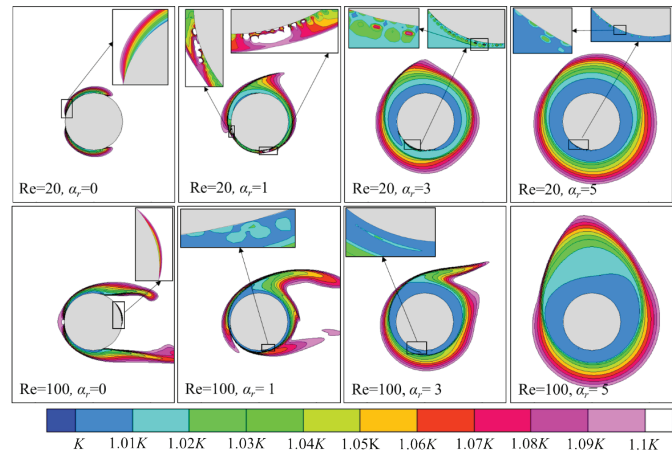 Re=20, αr=0
Re=20, αr=1
Re=20, αr=3
Re=20, αr=5
Re=100, αr=0
Re=100, αr= 1
Re=100, αr= 3
Re=100, αr= 5
K 1.01K 1.02K 1.03K 1.04K 1.05K 1.06K 1.07K 1.08K 1.09K 1.1K